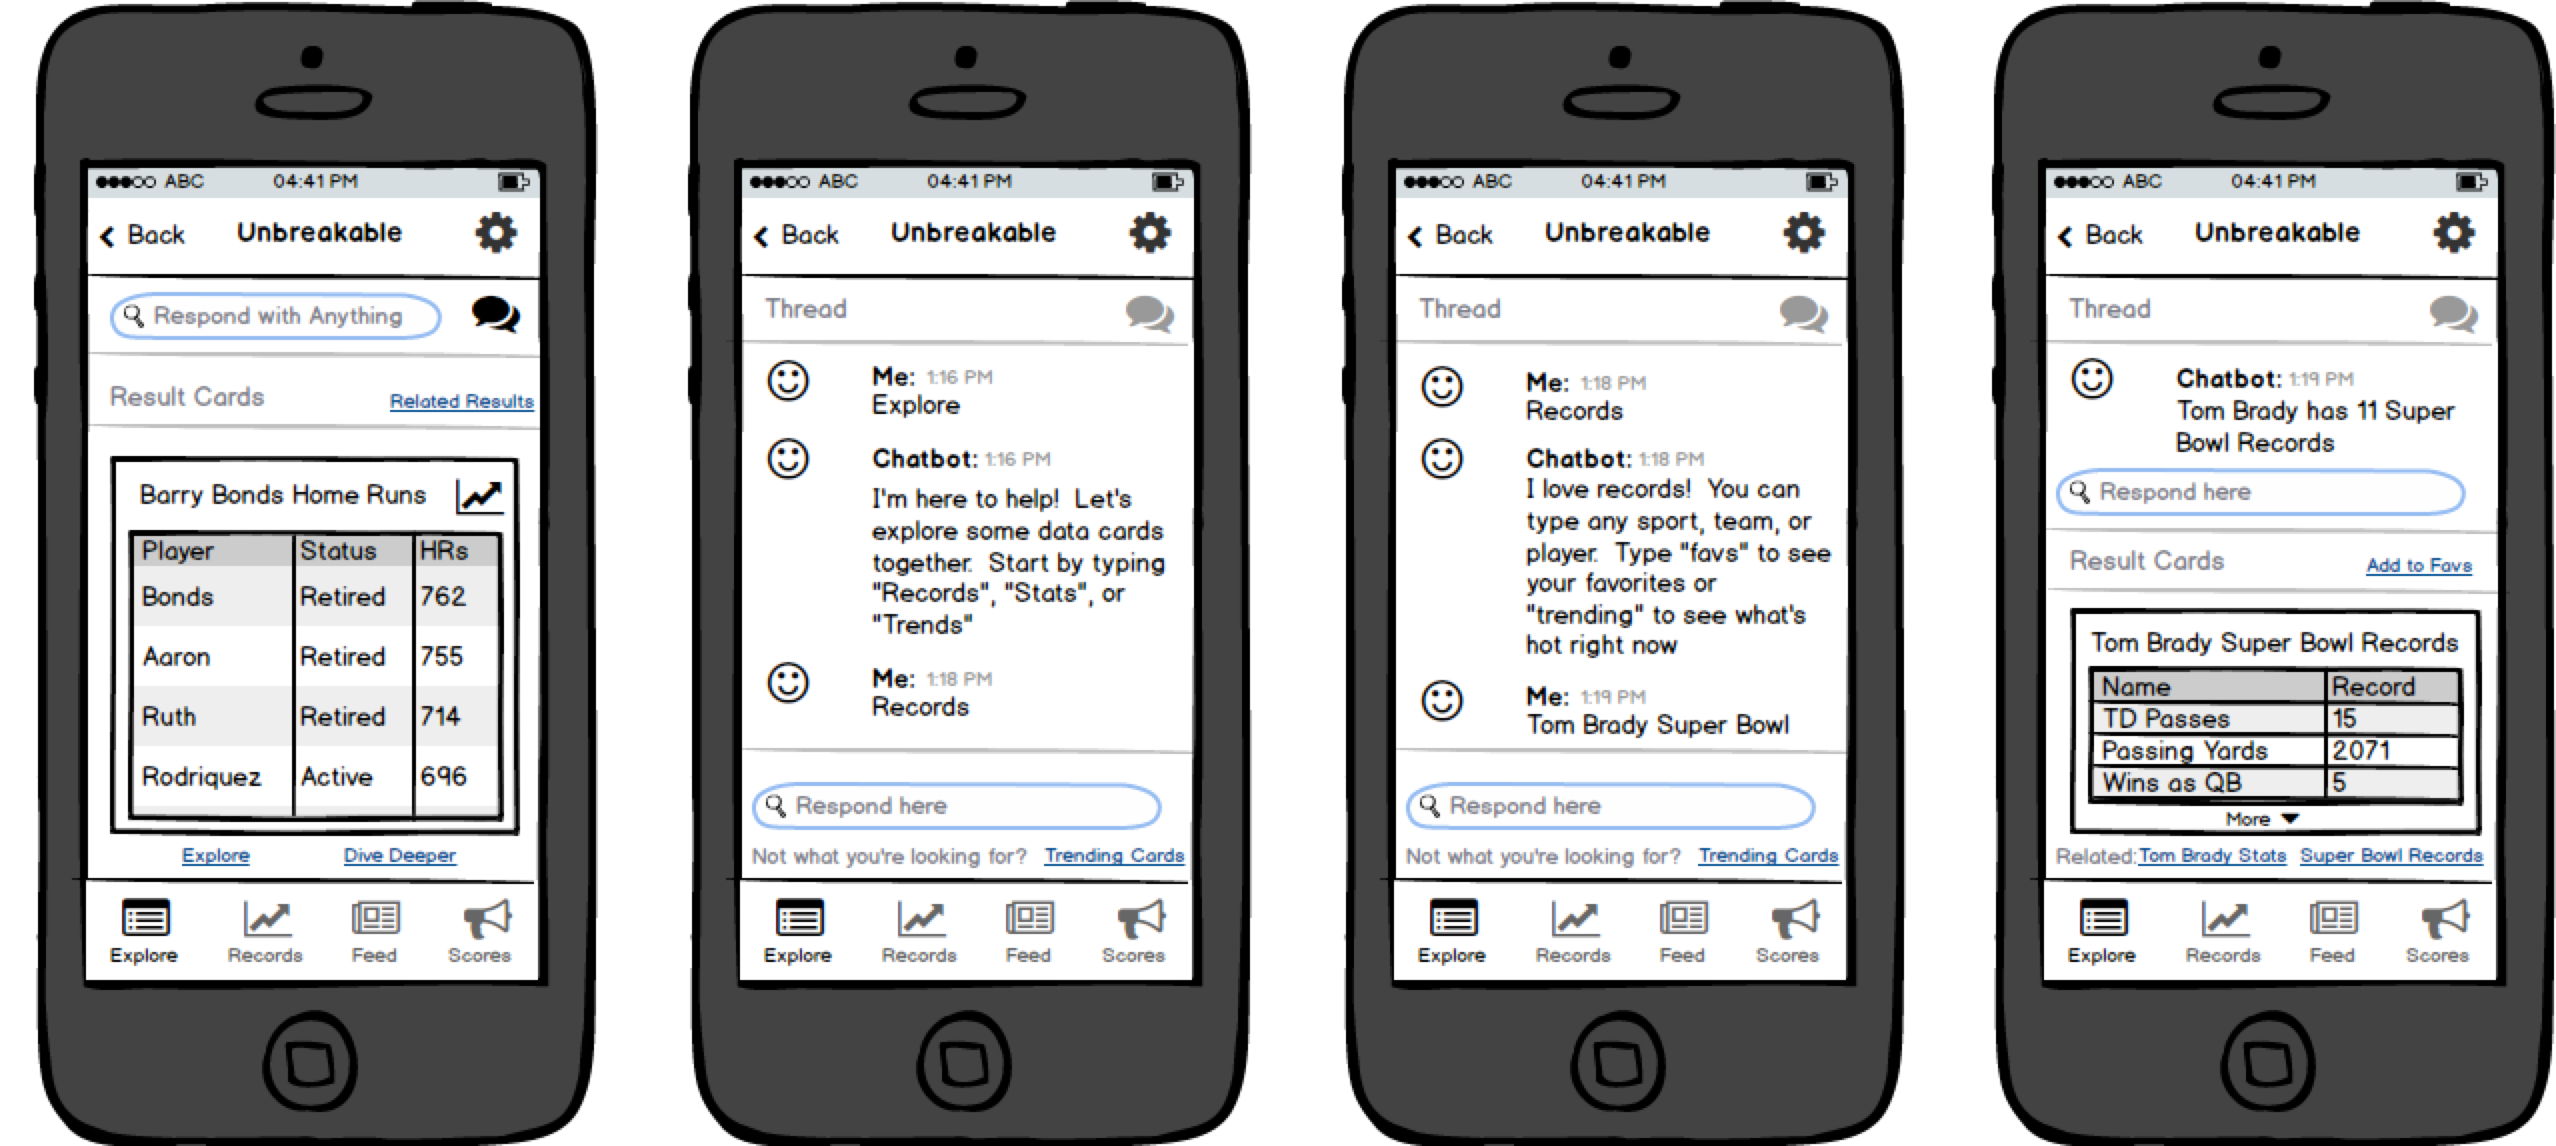 ABC 04:41 PM
Back Unbreakable
Respond with Anything
Result Cards Related Results
Barry Bonds Home Runs
Player Status HRs
Bonds Retired 762
Aaron Retired 755
Ruth Retired 714
Rodriquez Active 696
Explore Dive Deeper
Explore Records Feed Scores
ABC 04:41 PM
Back Unbreakable
Thread
Me: 1:16 PM
Explore
Chatbot: 1:16 PM
I'm here to help! Let's
explore some data cards
together. Start by typing
"Records", "Stats", or
"Trends"
Me: 1:18 PM
Records
Respond here
Not what you're looking for? Trending Cards
Explore Records Feed Scores
ABC 04:41 PM
Back Unbreakable
Thread
Me: 1:18 PM
Records
Chatbot: 1:18 PM
I love records! You can
type any sport, team, or
player. Type "favs" to see
your favorites or
"trending" to see what's
hot right now
Me: 1:19 PM
Tom Brady Super Bowl
Respond here
Not what you're looking for? Trending Cards
Explore Records Feed Scores
ABC 04:41 PM
Back Unbreakable
Thread
Chatbot: 1:19 PM
Tom Brady has 11 Super
Bowl Records
Respond here
Result Cards Add to Favs
Tom Brady Super Bowl Records
Name Record
TD Passes 15
Passing Yards 2071
Wins as QB 5
More
Related: Tom Brady Stats Super Bowl Records
Explore Records Feed Scores